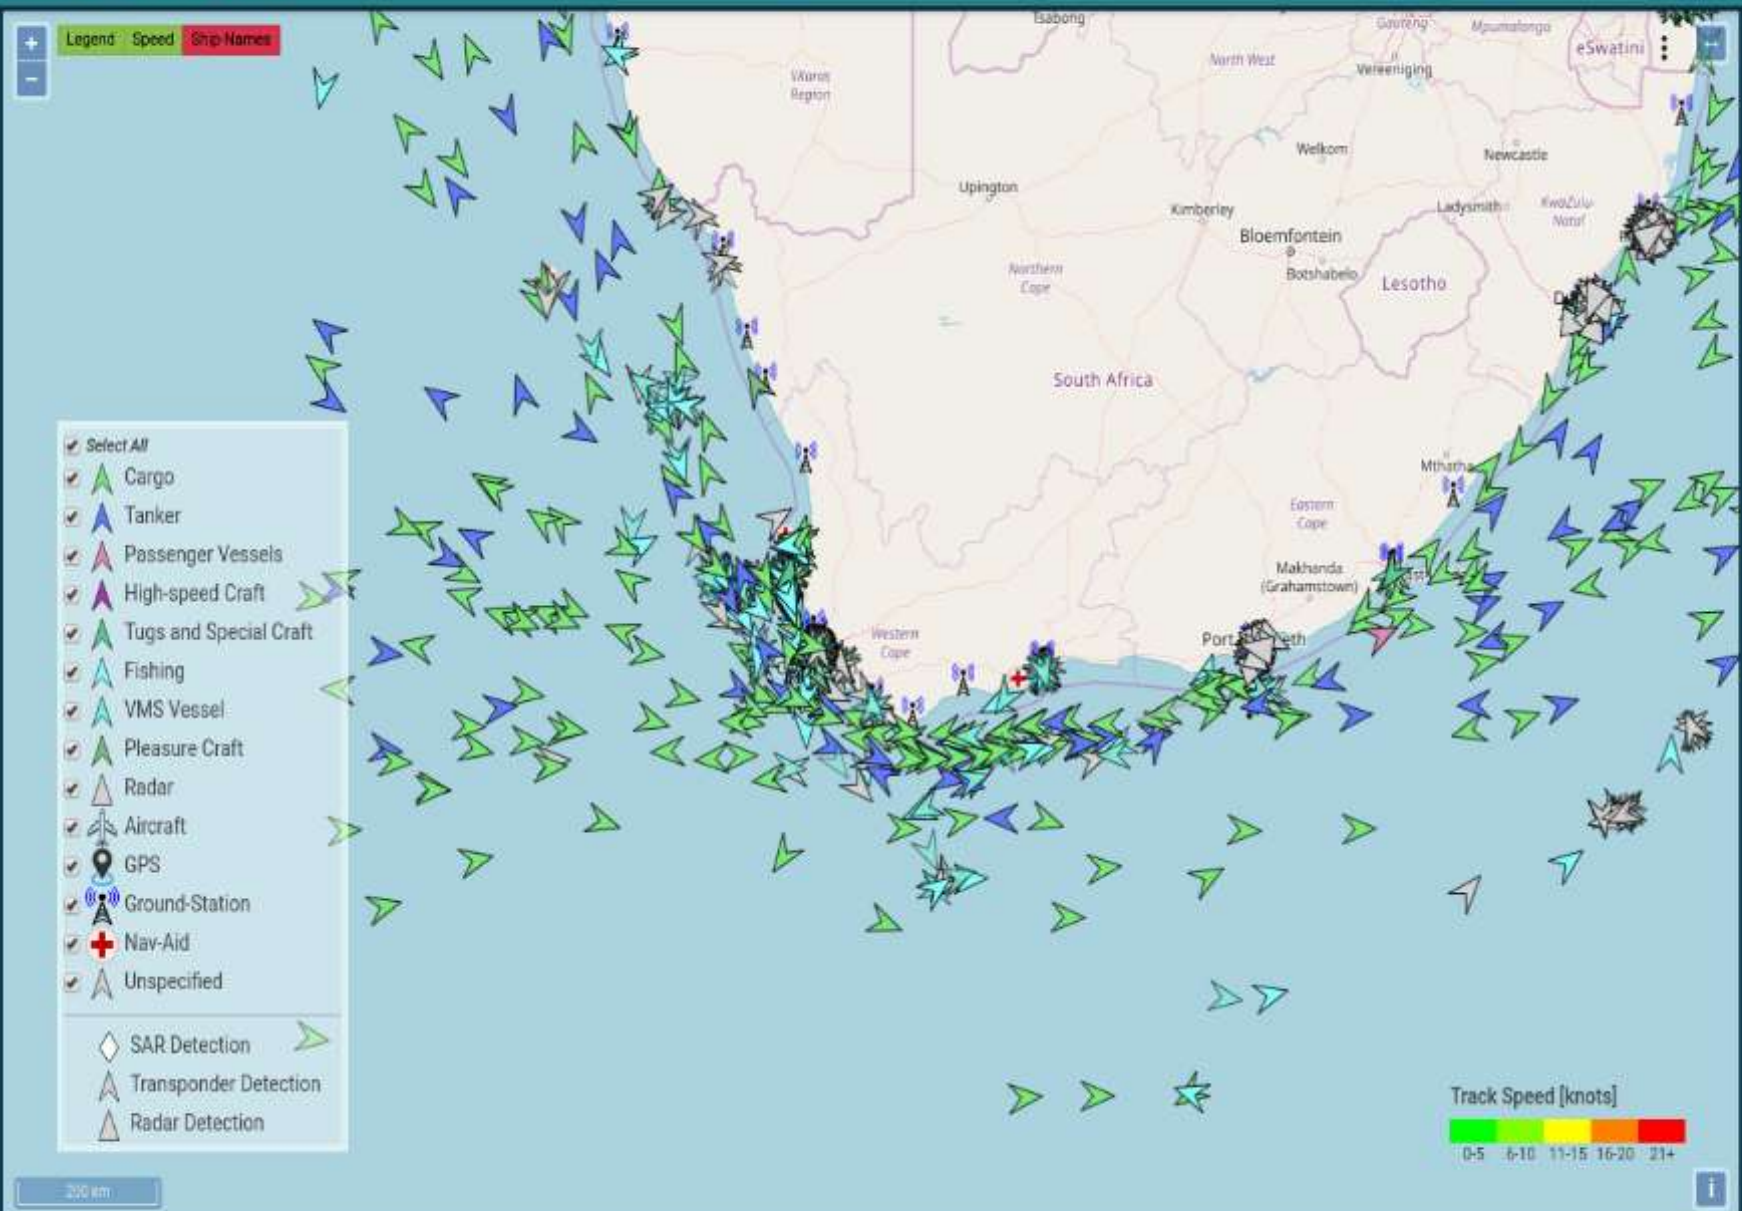 +
−
Legend Speed Ship Names
Tsabong
Gauteng
Mpumalanga
eSwatini
North West
Vereeniging
ǁKaras
Region
Welkom
Newcastle
Upington
Kimberley
Ladysmith
KwaZulu-
Natal
Bloemfontein
Botshabelo
Northern
Cape
Lesotho
South Africa
Mthatha
Eastern
Cape
Makhanda
(Grahamstown)
Western
Cape
Port
eth
Select All
Cargo
Tanker
Passenger Vessels
High-speed Craft
Tugs and Special Craft
Fishing
VMS Vessel
Pleasure Craft
Radar
Aircraft
GPS
Ground-Station
Nav-Aid
Unspecified
SAR Detection
Transponder Detection
Radar Detection
Track Speed [knots]
0-5 6-10 11-15 16-20 21+
200 km
i